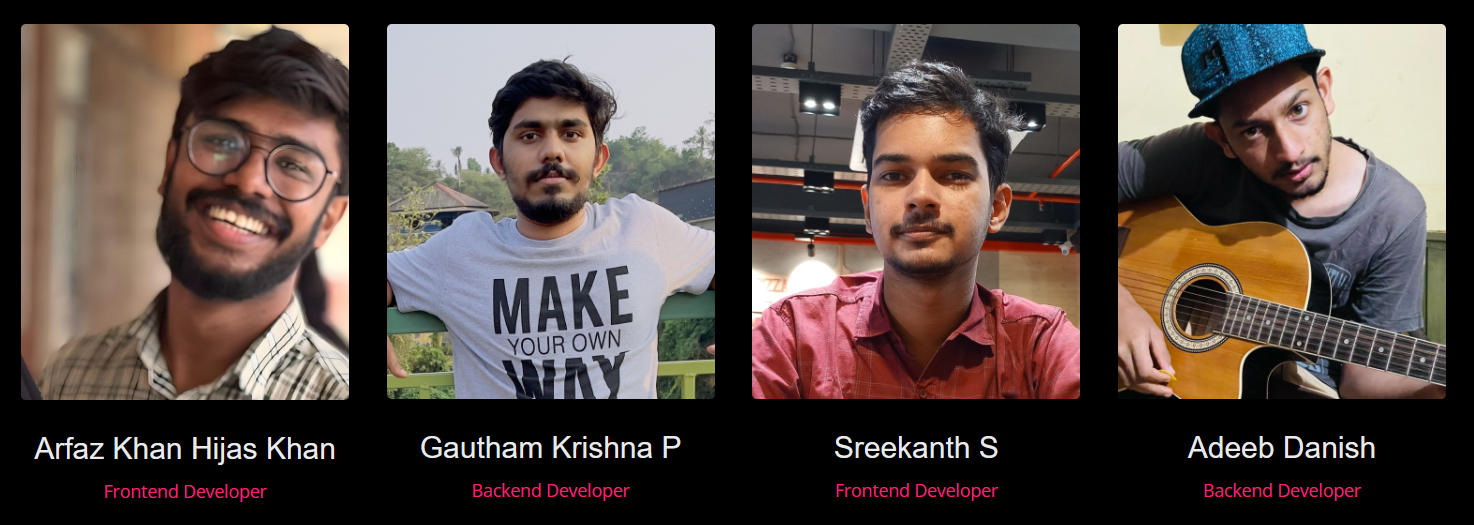 MAKE
YOUR OWN
WAY
Arfaz Khan Hijas Khan
Gautham Krishna P
Sreekanth S
Adeeb Danish
Frontend Developer
Backend Developer
Frontend Developer
Backend Developer